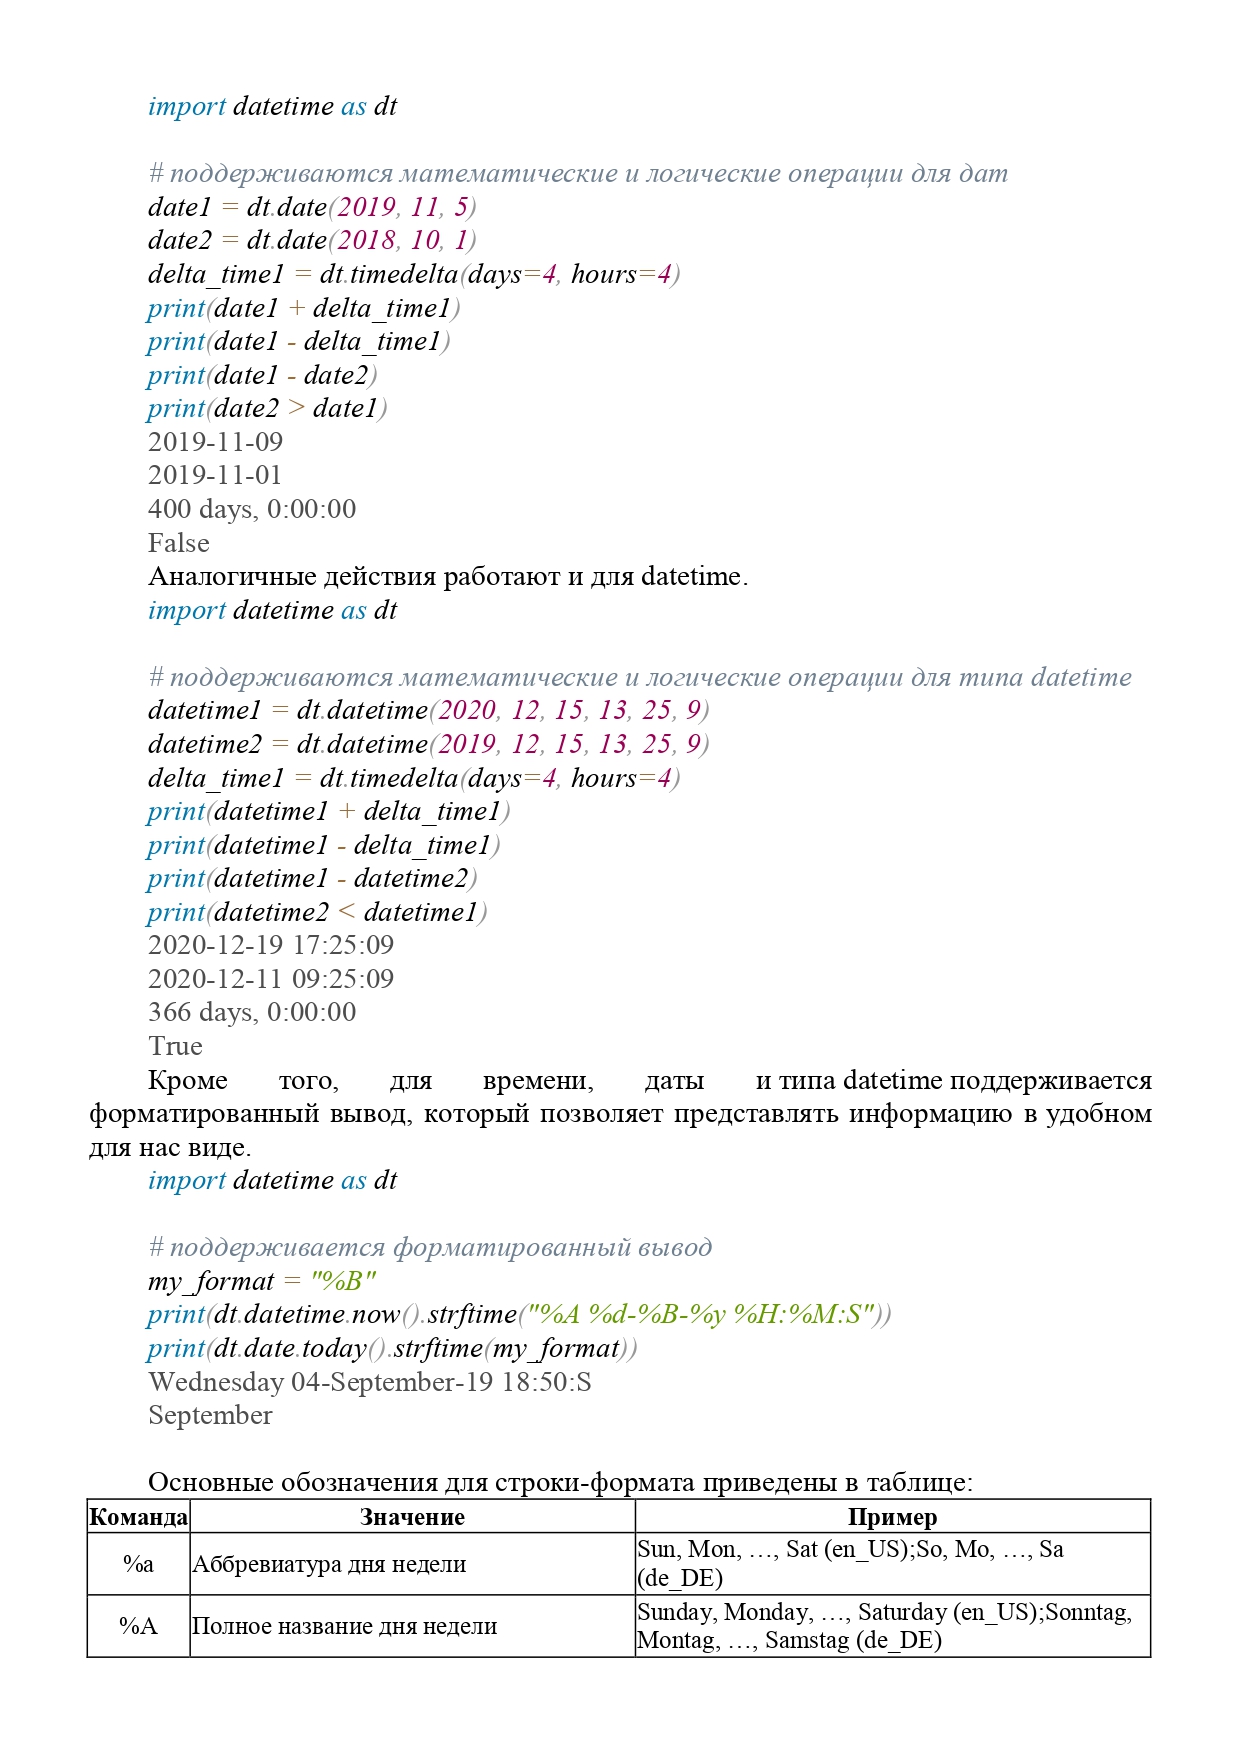 import datetime as dt
# поддерживаются математические и логические операции для дат
date1 = dt.date(2019, 11, 5)
date2 = dt.date(2018, 10, 1)
delta_time1 = dt.timedelta(days=4, hours=4)
print(date1 + delta_time1)
print(date1 - delta_time1)
print(date1 - date2)
print(date2 > date1)
2019-11-09
2019-11-01
400 days, 0:00:00
False
Аналогичные действия работают и для datetime.
import datetime as dt
# поддерживаются математические и логические операции для типа datetime
datetime1 = dt.datetime(2020, 12, 15, 13, 25, 9)
datetime2 = dt.datetime(2019, 12, 15, 13, 25, 9)
delta_time1 = dt.timedelta(days=4, hours=4)
print(datetime1 + delta_time1)
print(datetime1 - delta_time1)
print(datetime1 - datetime2)
print(datetime2 < datetime1)
2020-12-19 17:25:09
2020-12-11 09:25:09
366 days, 0:00:00
True
Кроме того, для времени, даты и типа datetime поддерживается
форматированный вывод, который позволяет представлять информацию в удобном
для нас виде.
import datetime as dt
# поддерживается форматированный вывод
my_format = "%B"
print(dt.datetime.now().strftime("%A %d-%B-%y %H:%M:S"))
print(dt.date.today().strftime(my_format))
Wednesday 04-September-19 18:50:S
September
Основные обозначения для строки-формата приведены в таблице:
Команда Значение Пример
%a Аббревиатура дня недели Sun, Mon, …, Sat (en_US);So, Mo, …, Sa
(de_DE)
%A Полное название дня недели Sunday, Monday, …, Saturday (en_US);Sonntag,
Montag, …, Samstag (de_DE)